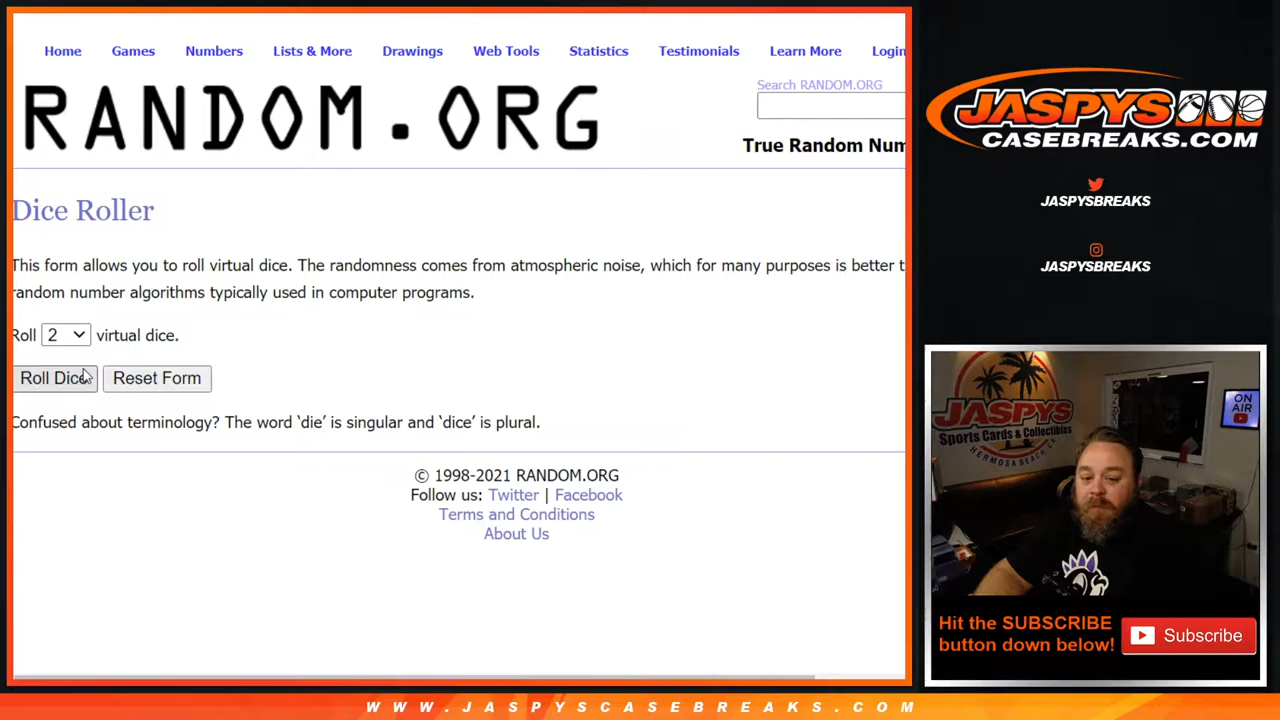 Home Games Numbers Lists & More Drawings Web Tools Statistics Testimonials Learn More Login
RANDOM.ORG
Search RANDOM.ORG
True Random Num
Dice Roller
This form allows you to roll virtual dice. The randomness comes from atmospheric noise, which for many purposes is better t
random number algorithms typically used in computer programs.
Roll 2 virtual dice.
Roll Dice Reset Form
Confused about terminology? The word ‘die’ is singular and ‘dice’ is plural.
© 1998-2021 RANDOM.ORG
Follow us: Twitter | Facebook
Terms and Conditions
About Us
JASPYS
CASEBREAKS.COM
JASPYSBREAKS
JASPYSBREAKS
JASPYS
Sports Cards & Collectibles
HERMOSA BEACH, CA
ON
AIR
Hit the SUBSCRIBE
button down below!
Subscribe
WWW.JASPYSCASEBREAKS.COM